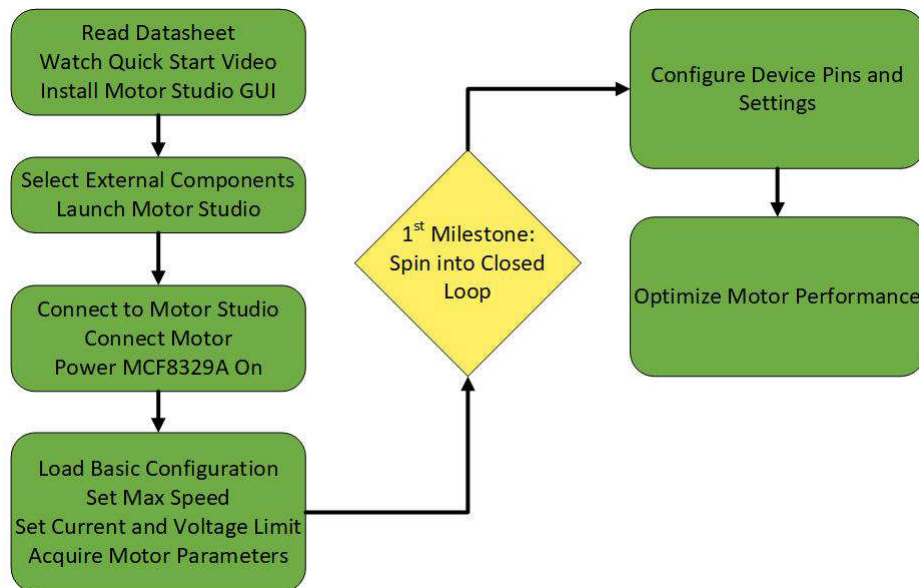 Read Datasheet
Watch Quick Start Video
Install Motor Studio GUI
Select External Components
Launch Motor Studio
Connect to Motor Studio
Connect Motor
Power MCF8329A On
Load Basic Configuration
Set Max Speed
Set Current and Voltage Limit
Acquire Motor Parameters
1st Milestone:
Spin into Closed
Loop
Configure Device Pins and
Settings
Optimize Motor Performance